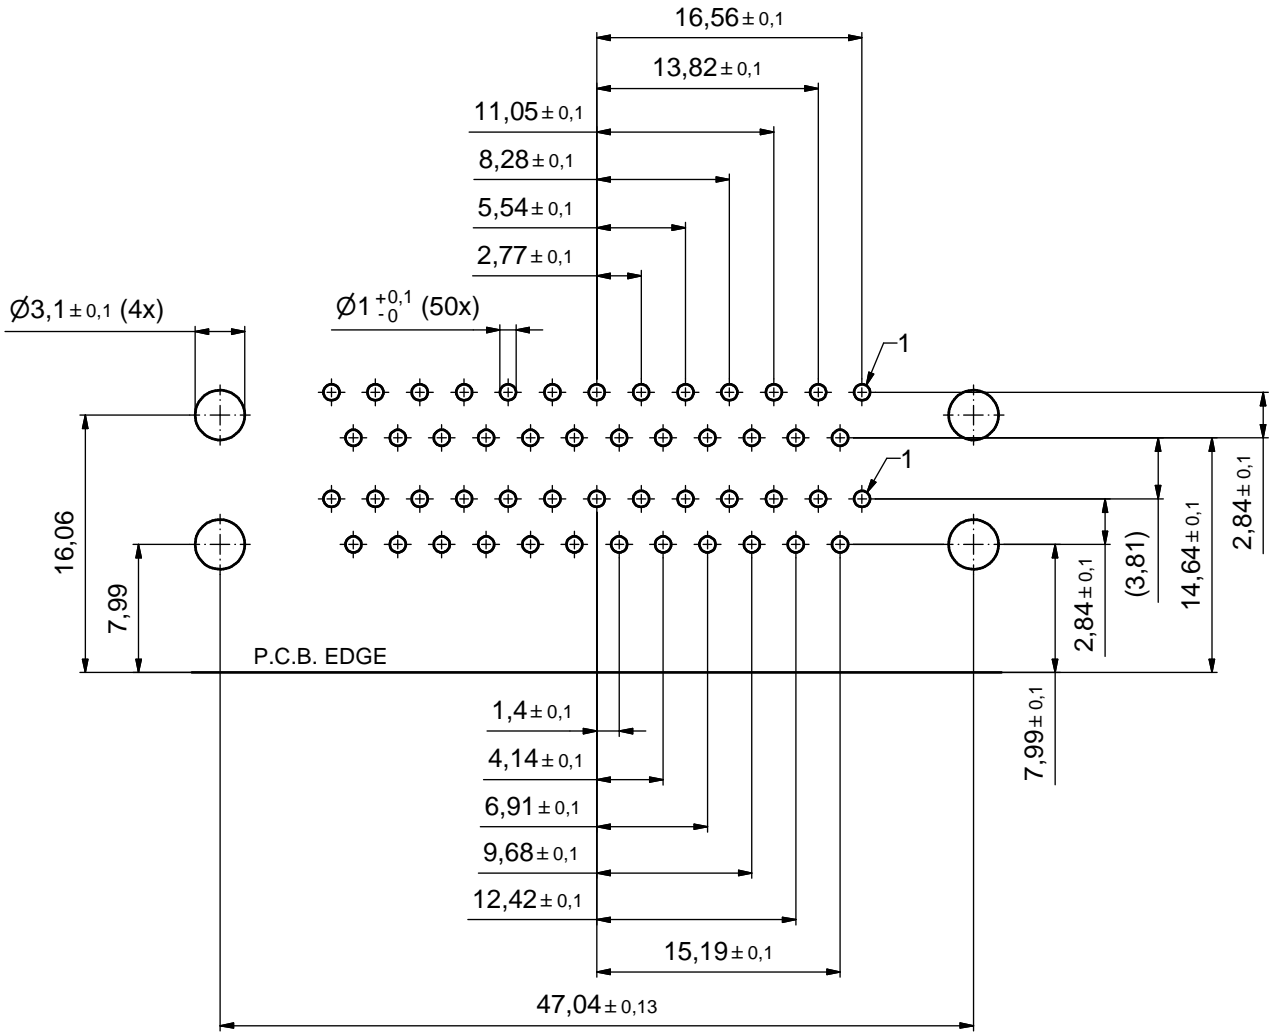 16,56 ± 0,1
13,82 ± 0,1
11,05 ± 0,1
8,28 ± 0,1
5,54 ± 0,1
2,77 ± 0,1
Ø3,1 ± 0,1 (4x)
Ø1 +0,1 -0 (50x)
1
1
16,06
7,99
2,84 ± 0,1
14,64 ± 0,1
(3,81)
2,84 ± 0,1
7,99 ± 0,1
P.C.B. EDGE
1,4 ± 0,1
4,14 ± 0,1
6,91 ± 0,1
9,68 ± 0,1
12,42 ± 0,1
15,19 ± 0,1
47,04 ± 0,13